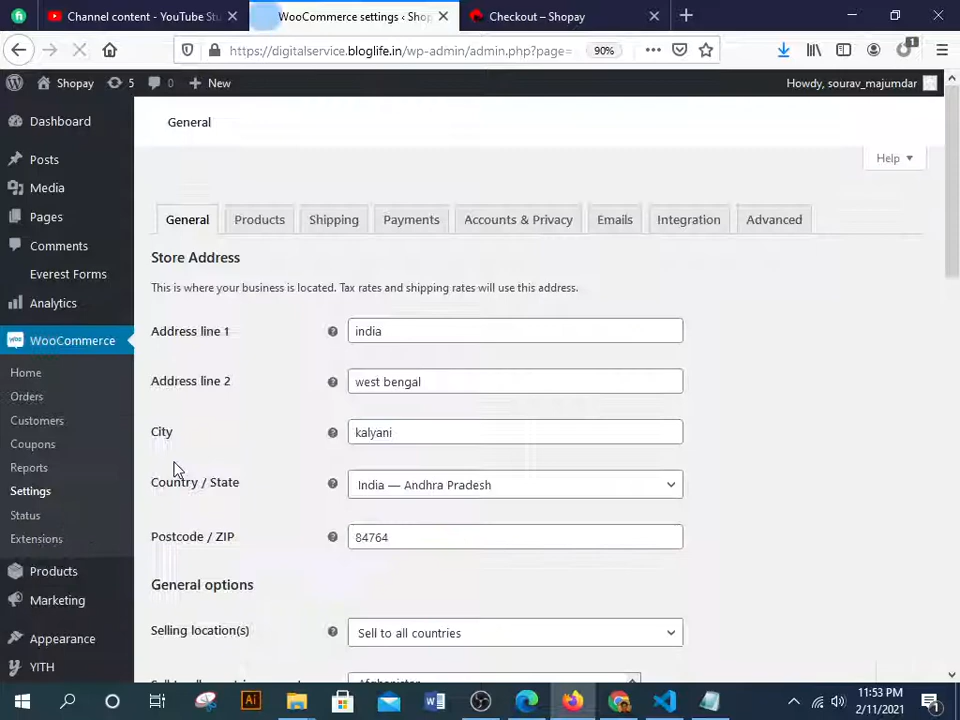 Channel content - YouTube Stu
WooCommerce settings ‹ Shop
Checkout – Shopay
https://digitalservice.bloglife.in/wp-admin/admin.php?page=
90%
1
Shopay
5
0
New
Howdy, sourav_majumdar
Dashboard
Posts
Media
Pages
Comments
Everest Forms
Analytics
WooCommerce
Home
Orders
Customers
Coupons
Reports
Settings
Status
Extensions
Products
Marketing
Appearance
YITH
General
Help
General
Products
Shipping
Payments
Accounts & Privacy
Emails
Integration
Advanced
Store Address
This is where your business is located. Tax rates and shipping rates will use this address.
Address line 1
india
Address line 2
west bengal
City
kalyani
Country / State
India — Andhra Pradesh
Postcode / ZIP
84764
General options
Selling location(s)
Sell to all countries
11:53 PM
2/11/2021
1